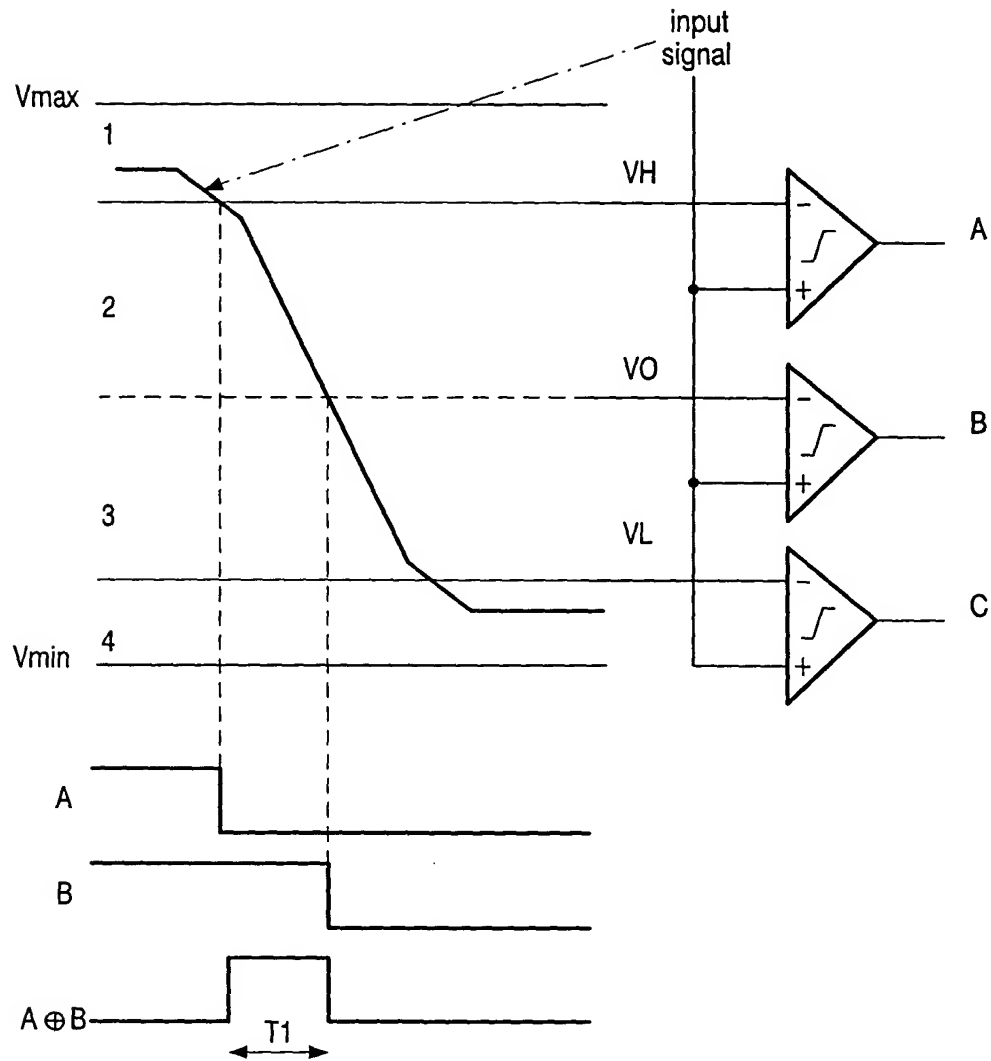 input
signal
Vmax
1
VH
-
A
2
+
VO
-
B
3
+
VL
-
C
4
Vmin
+
A
B
A ⊕ B
T1